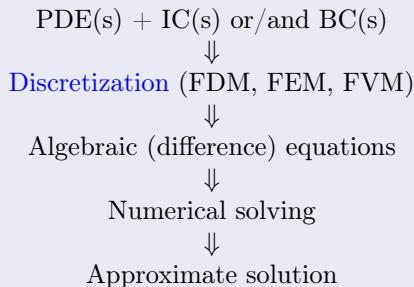 PDE(s) + IC(s) or/and BC(s)
⇓
Discretization (FDM, FEM, FVM)
⇓
Algebraic (difference) equations
⇓
Numerical solving
⇓
Approximate solution